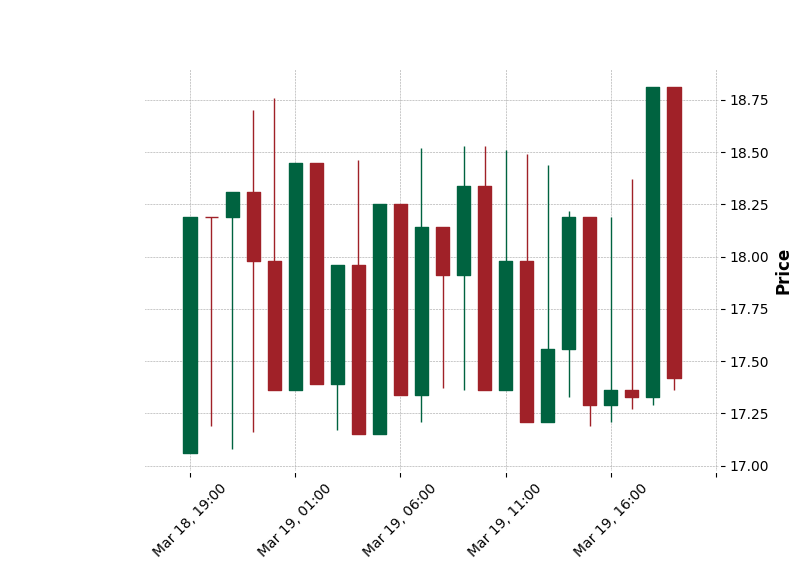 18.75
18.50
18.25
18.00
17.75
17.50
17.25
17.00
Price
Mar 18, 19:00
Mar 19, 01:00
Mar 19, 06:00
Mar 19, 11:00
Mar 19, 16:00